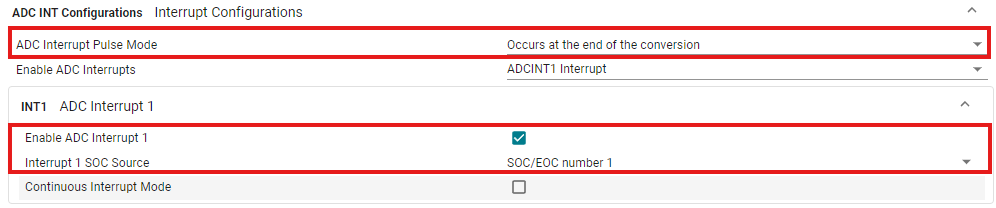 ADC INT Configurations Interrupt Configurations
ADC Interrupt Pulse Mode Occurs at the end of the conversion
Enable ADC Interrupts ADCINT1 Interrupt
INT1 ADC Interrupt 1
Enable ADC Interrupt 1
Interrupt 1 SOC Source SOC/EOC number 1
Continuous Interrupt Mode